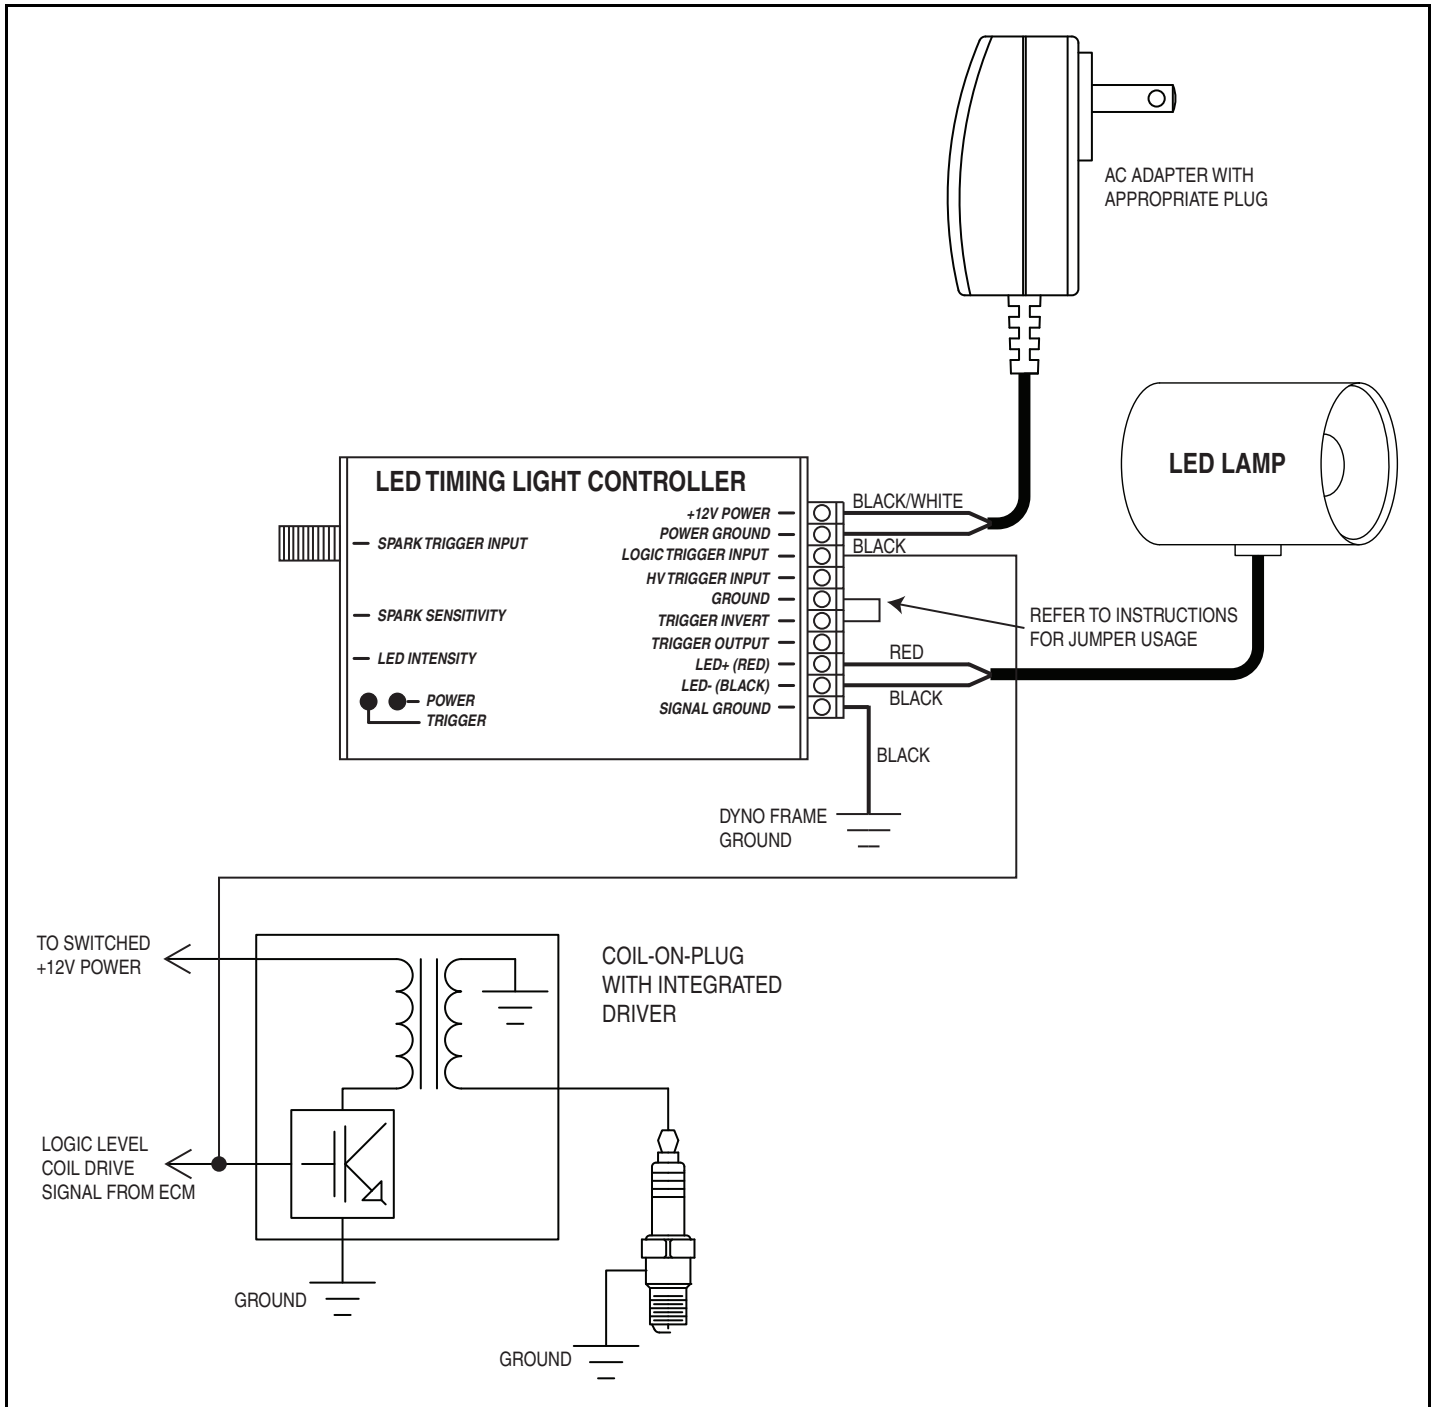 AC ADAPTER WITH
APPROPRIATE PLUG
LED LAMP
LED TIMING LIGHT CONTROLLER
SPARK TRIGGER INPUT
SPARK SENSITIVITY
LED INTENSITY
POWER
TRIGGER
+12V POWER
POWER GROUND
LOGIC TRIGGER INPUT
HV TRIGGER INPUT
GROUND
TRIGGER INVERT
TRIGGER OUTPUT
LED+ (RED)
LED- (BLACK)
SIGNAL GROUND
BLACK/WHITE
BLACK
REFER TO INSTRUCTIONS
FOR JUMPER USAGE
RED
BLACK
BLACK
DYNO FRAME
GROUND
TO SWITCHED
+12V POWER
COIL-ON-PLUG
WITH INTEGRATED
DRIVER
LOGIC LEVEL
COIL DRIVE
SIGNAL FROM ECM
GROUND
GROUND